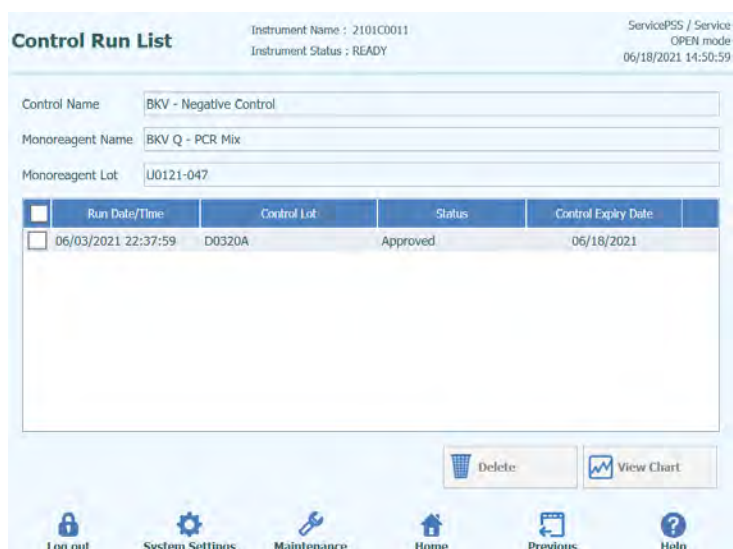 Control Run List
Instrument Name : 2101C0011
Instrument Status : READY
ServicePSS / Service
OPEN mode
06/18/2021 14:50:59
Control Name BKV - Negative Control
Monoreagent Name BKV Q - PCR Mix
Monoreagent Lot U0121-047
Run Date/Time Control Lot Status Control Expiry Date
06/03/2021 22:37:59 D0320A Approved 06/18/2021
Delete View Chart
Log out System Settings Maintenance Home Previous Help